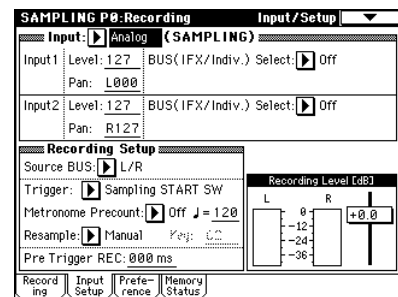 SAMPLING P0:Recording Input/Setup
Input: Analog (SAMPLING)
Input1 Level: 127 BUS(IFX/Indiv.) Select: Off
Pan: L000
Input2 Level: 127 BUS(IFX/Indiv.) Select: Off
Pan: R127
Recording Setup
Source BUS: L/R
Trigger: Sampling START SW
Metronome Precount: Off ♩= 120
Resample: Manual Key:
Pre Trigger REC: 000 ms
Recording Level [dB]
L R
0
-12
-24
-36
+0.0
Recording
Input Setup
Prefe-rence
Memory Status